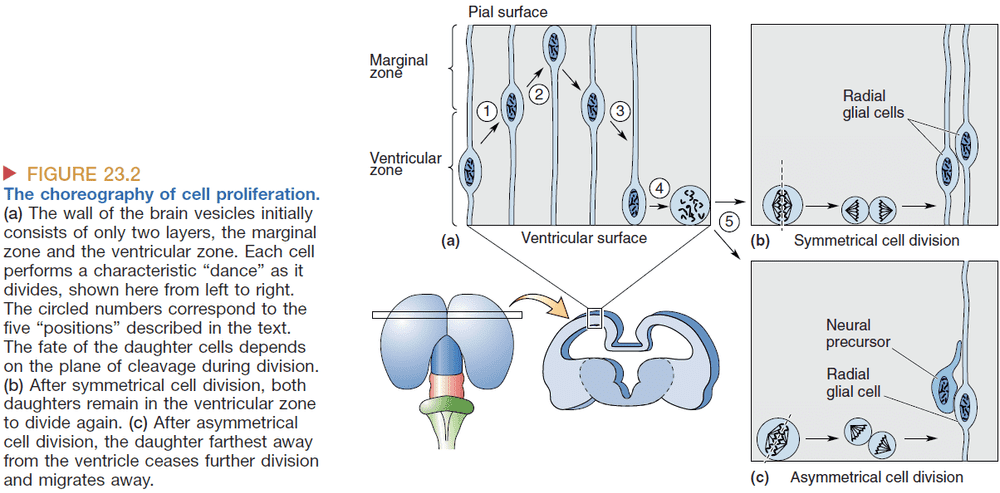 ▶ FIGURE 23.2
The choreography of cell proliferation.
(a) The wall of the brain vesicles initially
consists of only two layers, the marginal
zone and the ventricular zone. Each cell
performs a characteristic “dance” as it
divides, shown here from left to right.
The circled numbers correspond to the
five “positions” described in the text.
The fate of the daughter cells depends
on the plane of cleavage during division.
(b) After symmetrical cell division, both
daughters remain in the ventricular zone
to divide again. (c) After asymmetrical
cell division, the daughter farthest away
from the ventricle ceases further division
and migrates away.
Pial surface
Marginal
zone
Ventricular
zone
1
2
3
4
5
(a)
Ventricular surface
Radial
glial cells
(b) Symmetrical cell division
Neural
precursor
Radial
glial cell
(c) Asymmetrical cell division